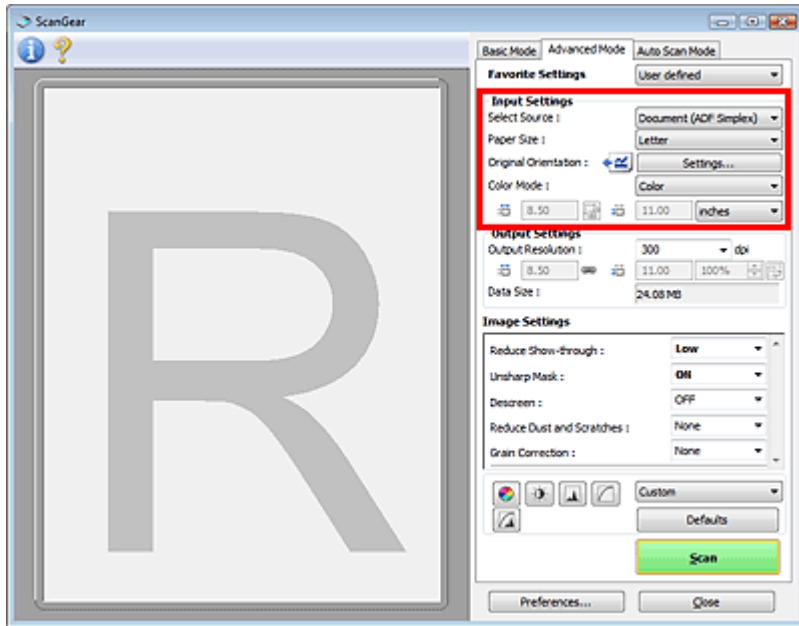 ScanGear
Basic Mode Advanced Mode Auto Scan Mode
Favorite Settings User defined
Input Settings
Select Source : Document (ADF Simplex)
Paper Size : Letter
Original Orientation : Settings...
Color Mode : Color
8.50 11.00 inches
Output Settings
Output Resolution : 300 dpi
8.50 11.00 100%
Data Size : 24.08 MB
Image Settings
Reduce Show-through : Low
Unsharp Mask : ON
Descreen : OFF
Reduce Dust and Scratches : None
Grain Correction : None
Custom
Defaults
Scan
Preferences... Close
R